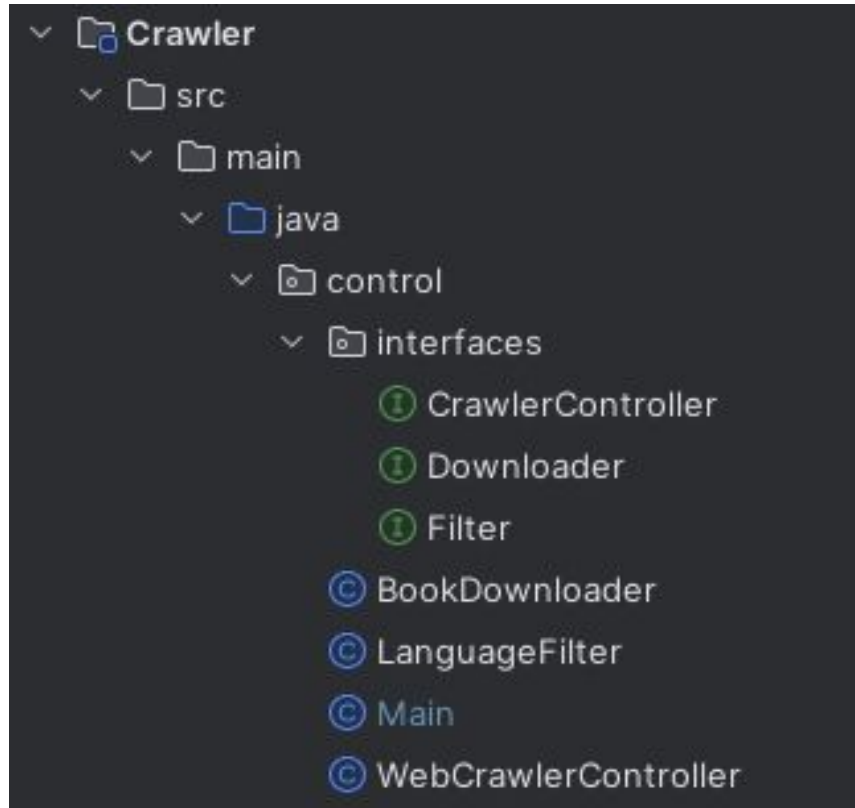 Crawler
src
main
java
control
interfaces
I CrawlerController
I Downloader
I Filter
C BookDownloader
C LanguageFilter
C Main
C WebCrawlerController